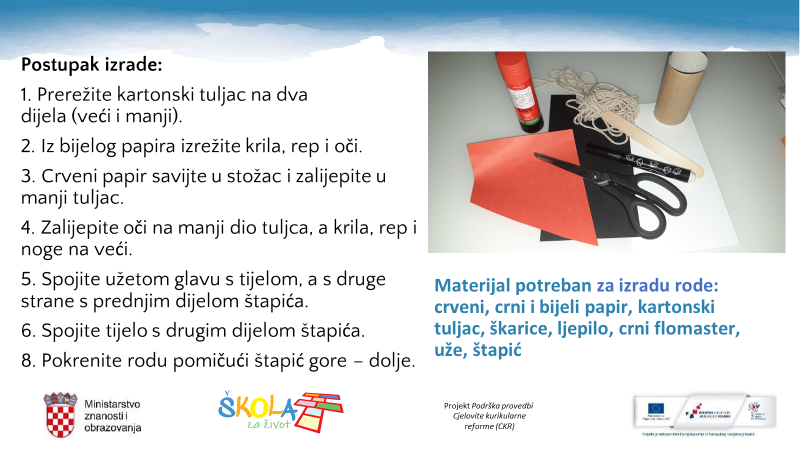 Postupak izrade:
1. Prerežite kartonski tuljac na dva
dijela (veći i manji).
2. Iz bijelog papira izrežite krila, rep i oči.
3. Crveni papir savijte u stožac i zalijepite u
manji tuljac.
4. Zalijepite oči na manji dio tuljca, a krila, rep i
noge na veći.
5. Spojite užetom glavu s tijelom, a s druge
strane s prednjim dijelom štapića.
6. Spojite tijelo s drugim dijelom štapića.
8. Pokrenite rodu pomičući štapić gore – dolje.
Materijal potreban za izradu rode:
crveni, crni i bijeli papir, kartonski
tuljac, škarice, ljepilo, crni flomaster,
uže, štapić
Ministarstvo
znanosti i
obrazovanja
ŠKOLA
za život
Projekt Podrška provedbi
Cjelovite kurikularne
reforme (CKR)